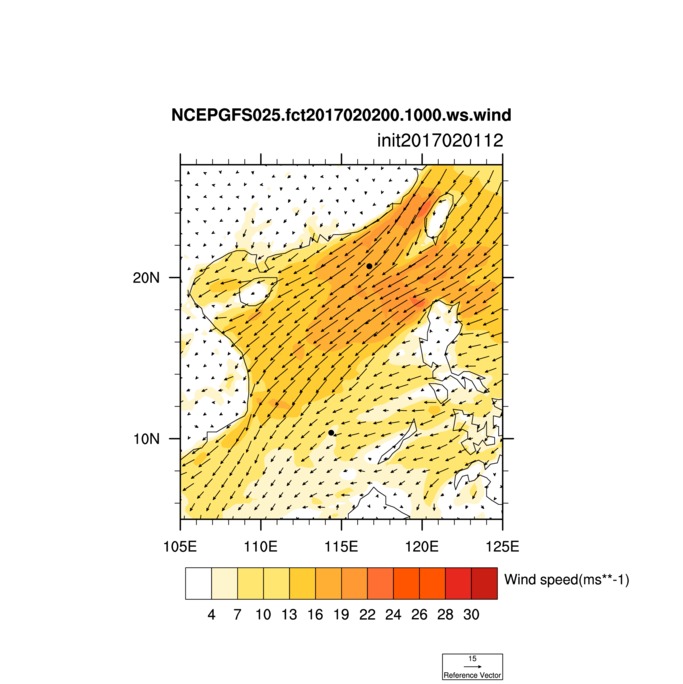 NCEPGFS025.fct2017020200.1000.ws.wind
init2017020112
20N
10N
105E 110E 115E 120E 125E
Wind speed(ms**-1)
4 7 10 13 16 19 22 24 26 28 30
15
Reference Vector